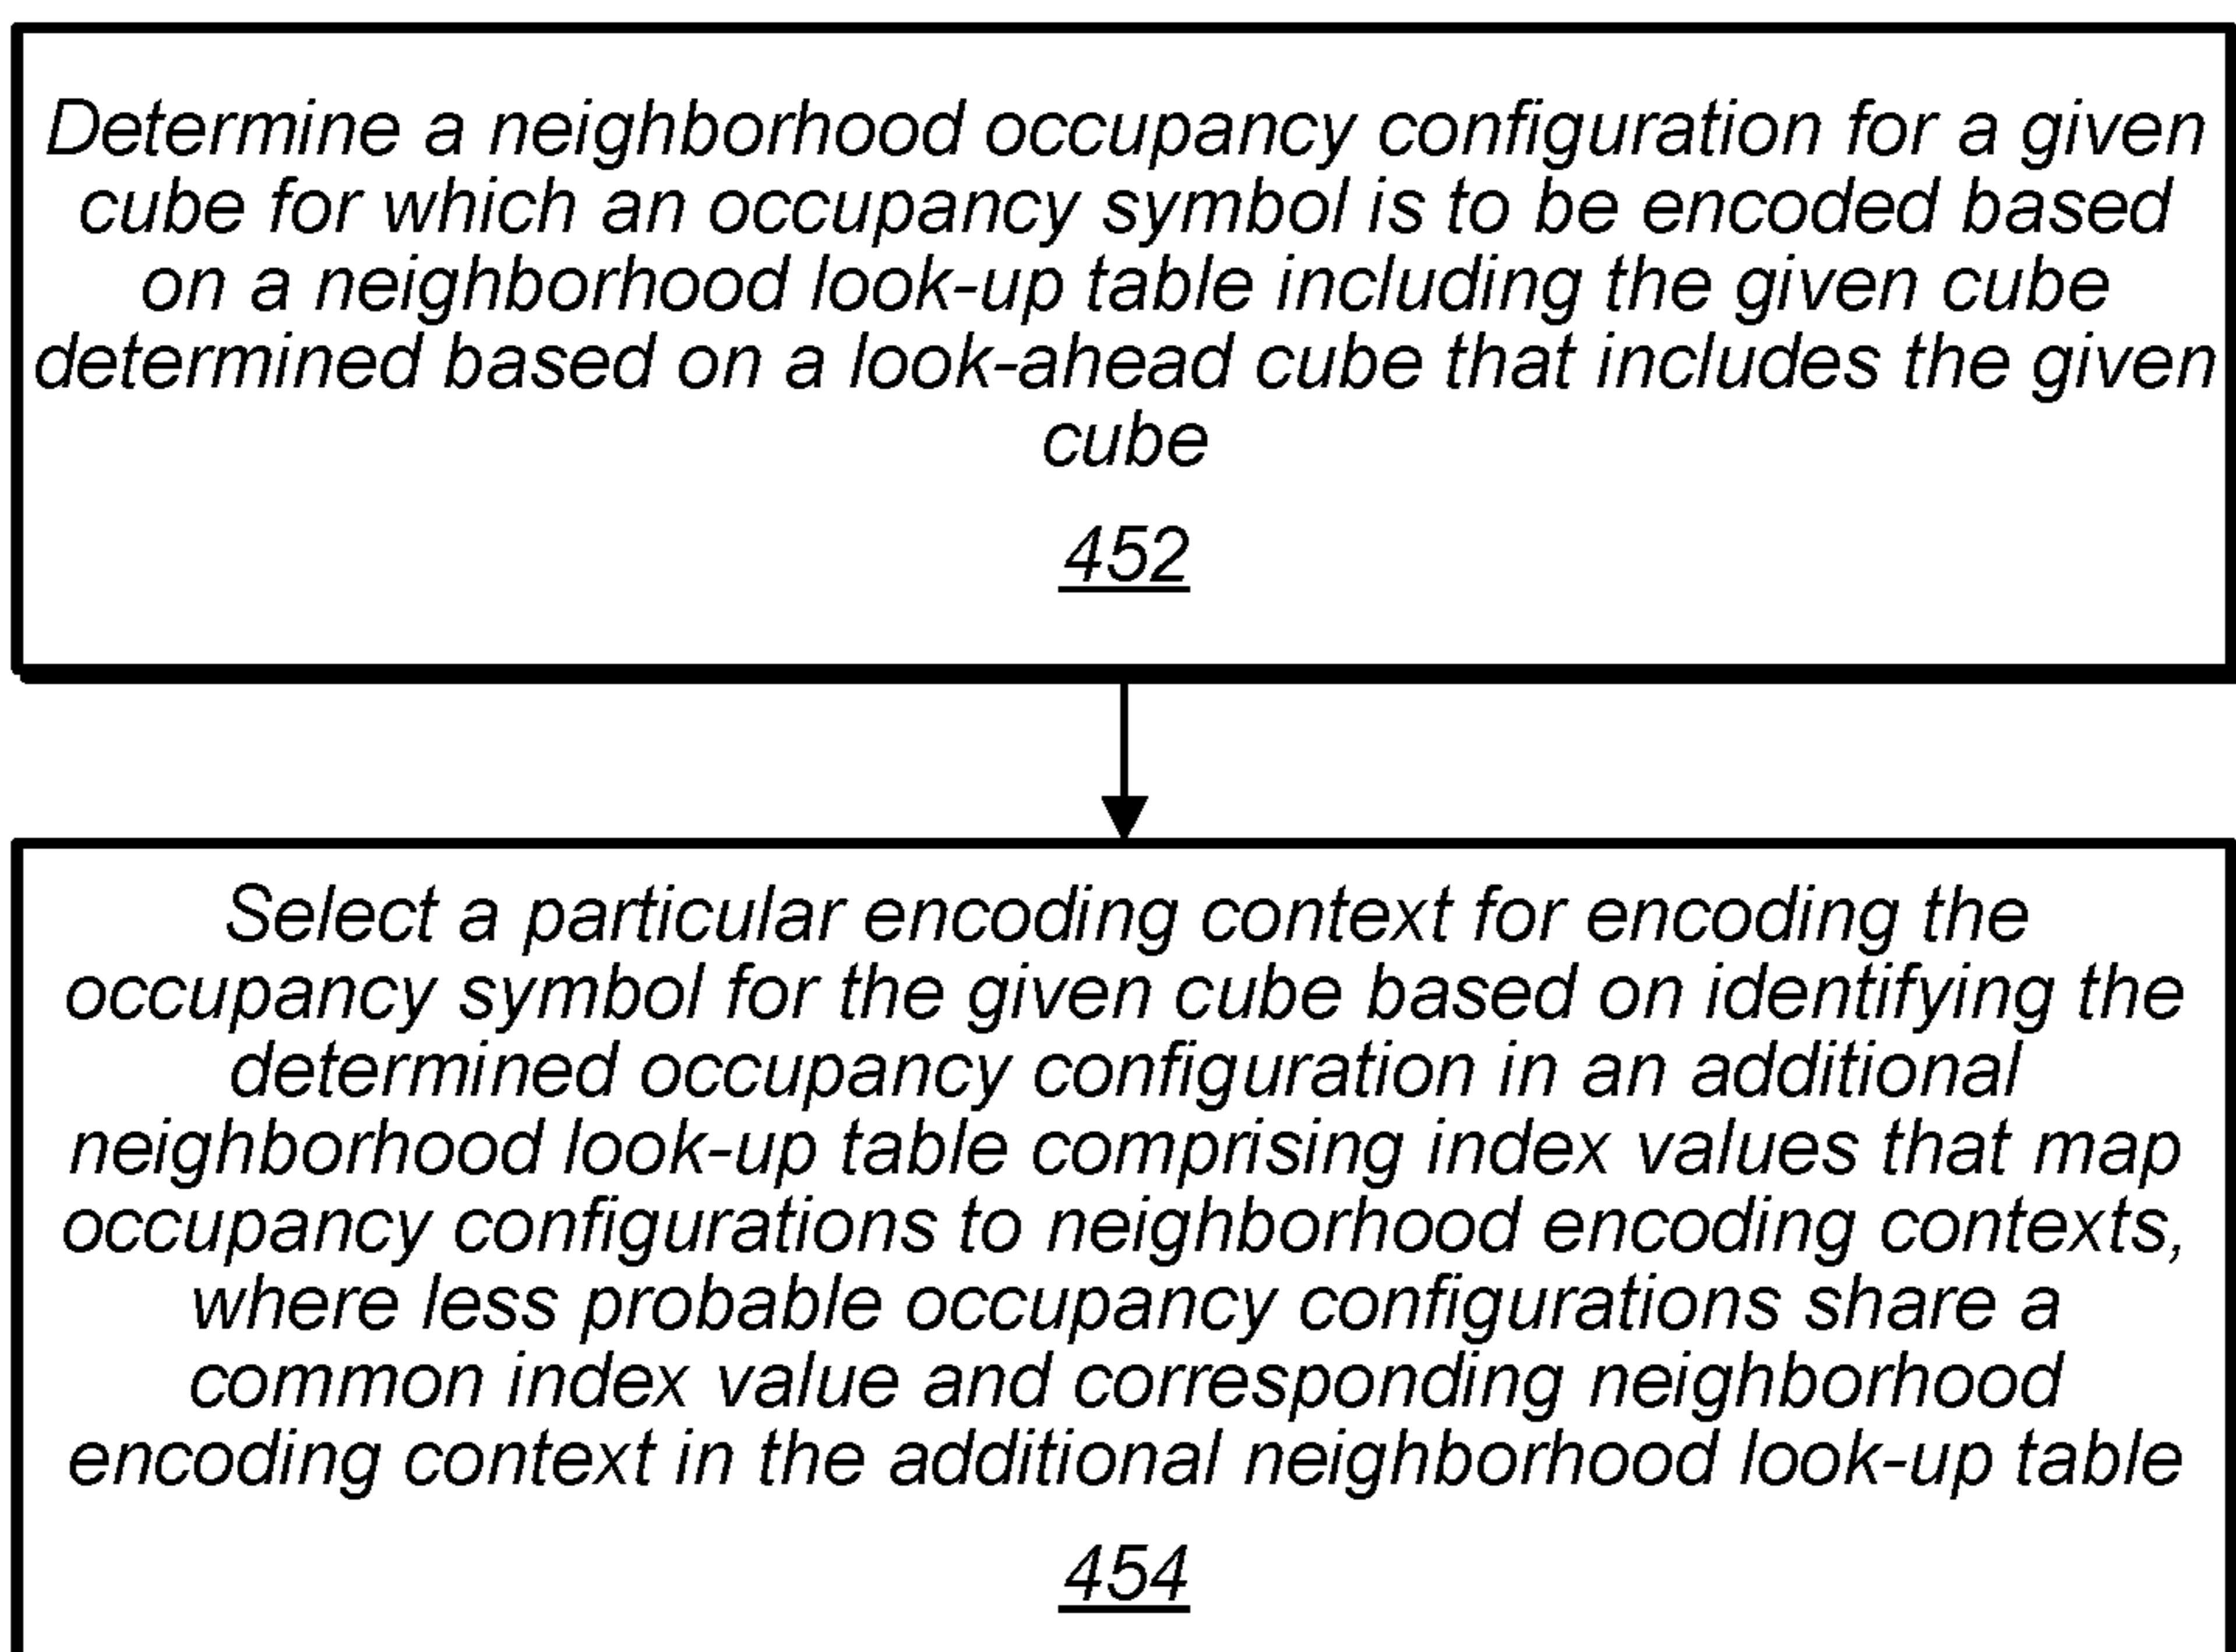 Determine a neighborhood occupancy configuration for a given
cube for which an occupancy symbol is to be encoded based
on a neighborhood look-up table including the given cube
determined based on a look-ahead cube that includes the given
cube
452
Select a particular encoding context for encoding the
occupancy symbol for the given cube based on identifying the
determined occupancy configuration in an additional
neighborhood look-up table comprising index values that map
occupancy configurations to neighborhood encoding contexts,
where less probable occupancy configurations share a
common index value and corresponding neighborhood
encoding context in the additional neighborhood look-up table
454